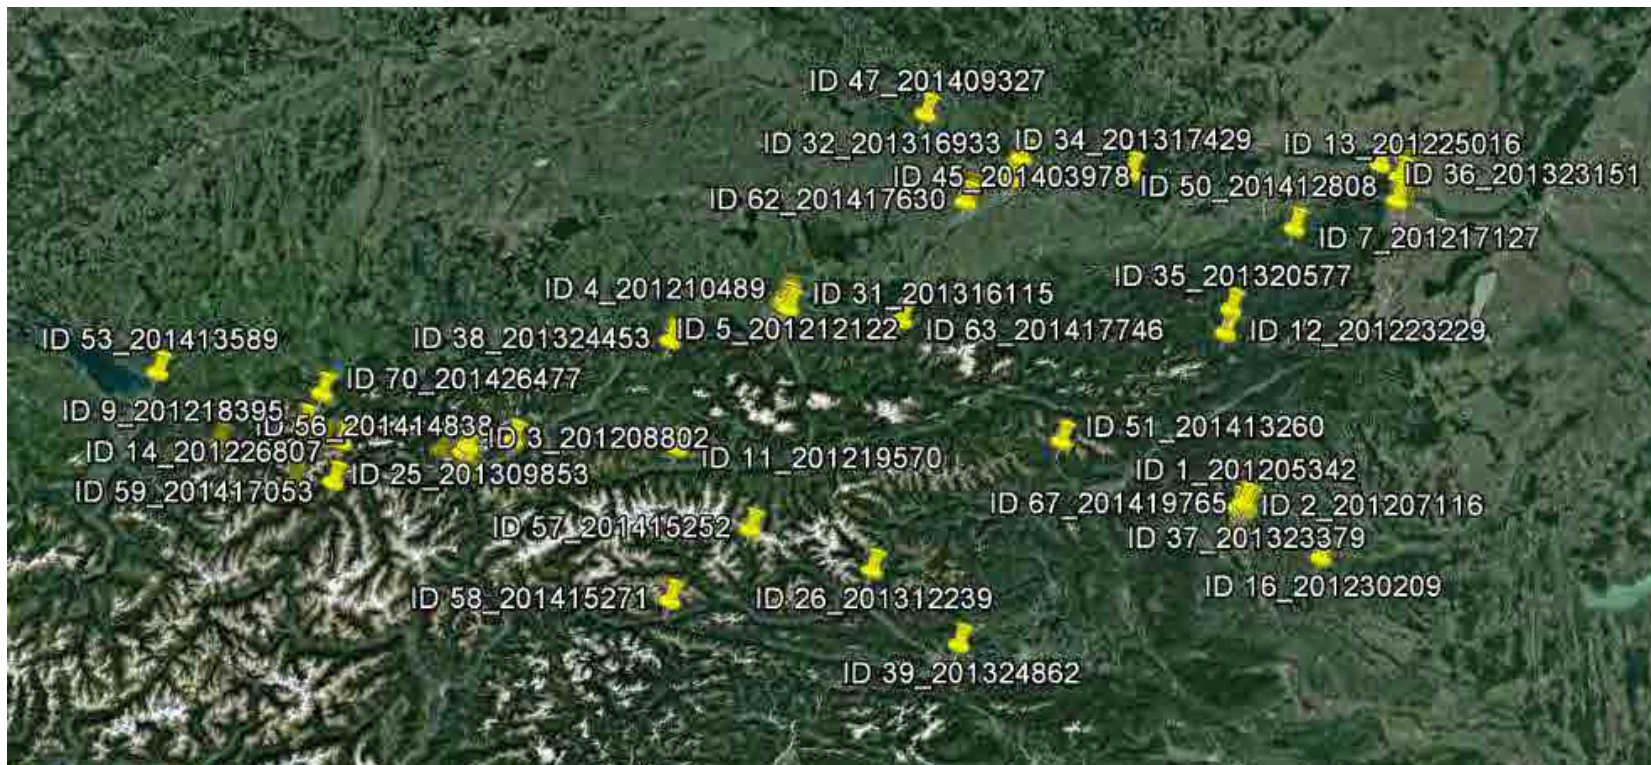 ID 47_201409327
ID 32_201316933
ID 34_201317429
ID 13_201225016
ID 45_201403978
ID 50_201412808
ID 36_201323151
ID 62_201417630
ID 7_201217127
ID 35_201320577
ID 4_201210489
ID 31_201316115
ID 53_201413589
ID 38_201324453
ID 5_201212122
ID 63_201417746
ID 12_201223229
ID 70_201426477
ID 9_201218395
ID 56_201414838
ID 3_201208802
ID 51_201413260
ID 14_201226807
ID 11_201219570
ID 25_201309853
ID 1_201205342
ID 59_201417053
ID 67_201419765
ID 2_201207116
ID 57_201415252
ID 37_201323379
ID 16_201230209
ID 58_201415271
ID 26_201312239
ID 39_201324862